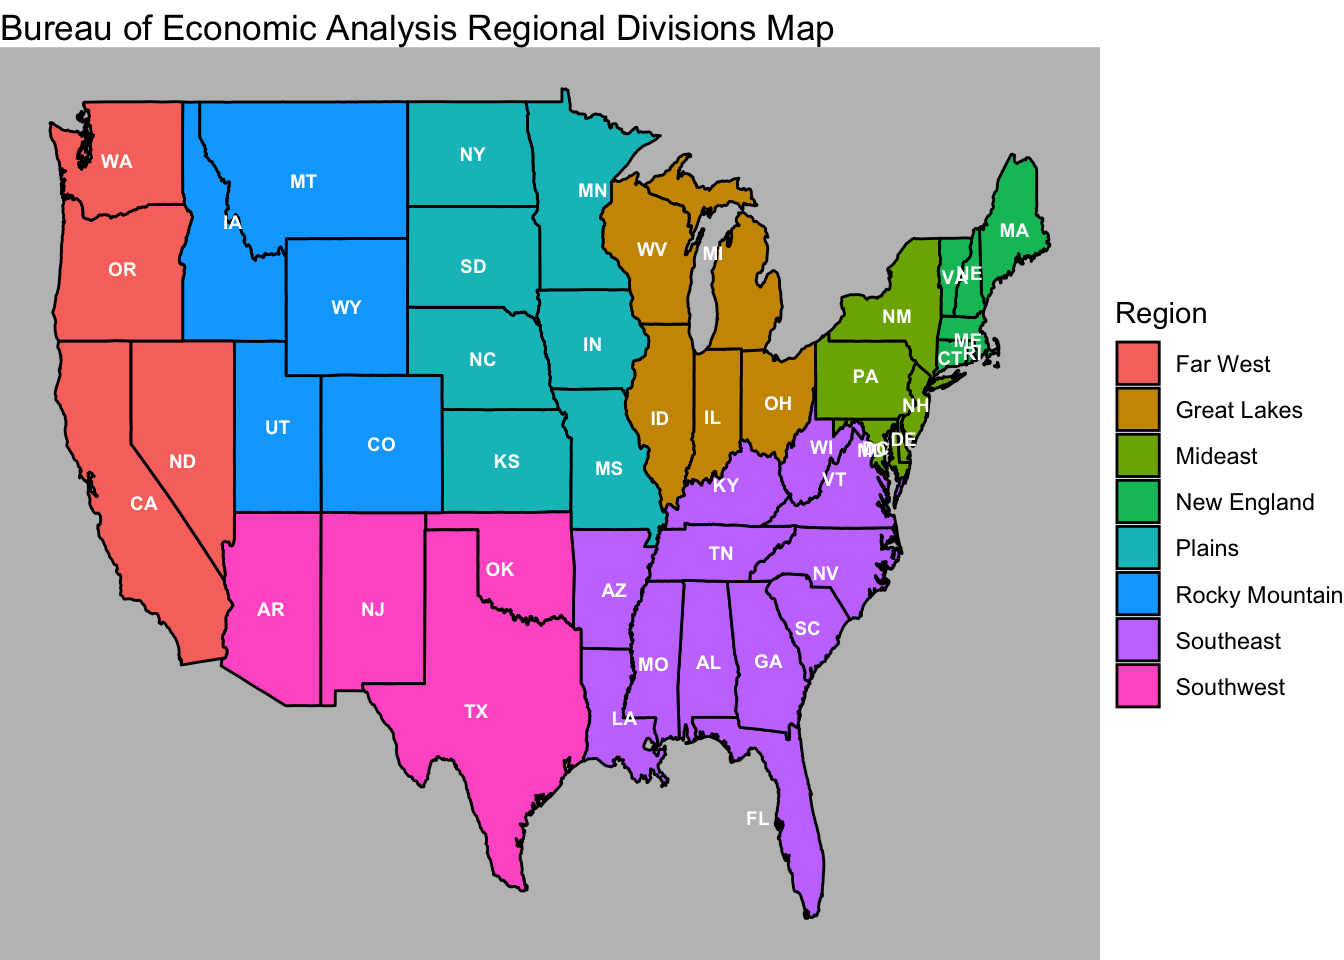 Bureau of Economic Analysis Regional Divisions Map
WA
MT
NY
MN
IA
OR
SD
WY
WV
MI
MA
VA
NE
NM
ME
RI
CT
NC
IN
PA
NH
UT
CO
ID
IL
OH
DE
MD
DC
ND
CA
KS
MS
KY
WI
VT
TN
OK
AZ
NV
AR
NJ
SC
TX
MO
AL
GA
LA
FL
Region
Far West
Great Lakes
Mideast
New England
Plains
Rocky Mountain
Southeast
Southwest